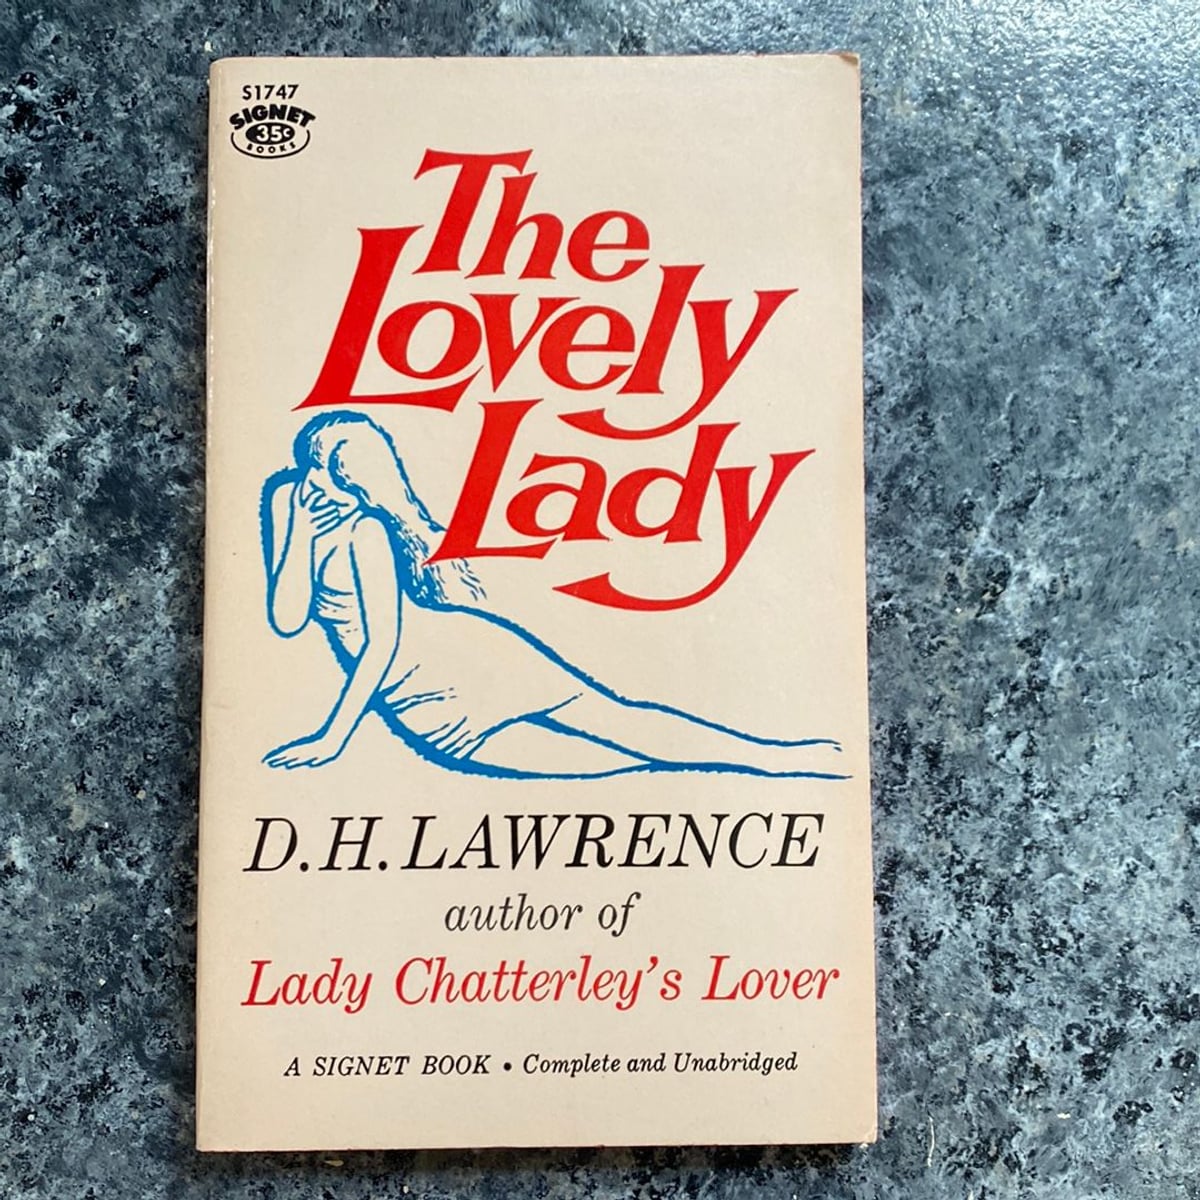 S1747
SIGNET
35¢
BOOKS
The
Lovely
Lady
D.H. LAWRENCE
author of
Lady Chatterley's Lover
A SIGNET BOOK • Complete and Unabridged